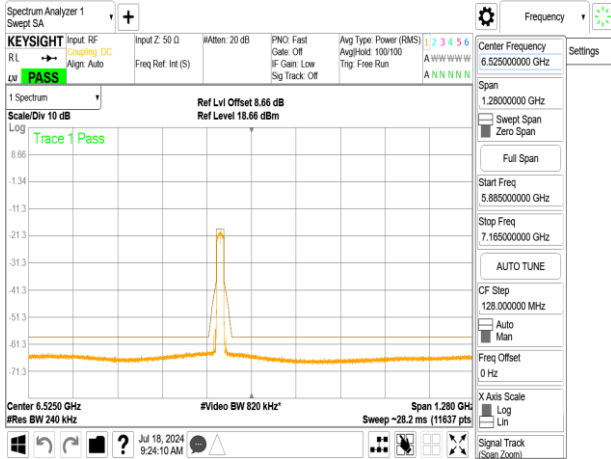 Spectrum Analyzer 1
Swept SA
+
Frequency
KEYSIGHT
RL
LXI
PASS
Input: RF
Coupling: DC
Align: Auto
Input Z: 50 Ω
Freq Ref: Int (S)
#Atten: 20 dB
PNO: Fast
Gate: Off
IF Gain: Low
Sig Track: Off
Avg Type: Power (RMS)
Avg|Hold: 100/100
Trig: Free Run
1 2 3 4 5 6
A W W W W W
A N N N N N
1 Spectrum
Scale/Div 10 dB
Ref Lvl Offset 8.66 dB
Ref Level 18.66 dBm
Log
Trace 1 Pass
8.66
-1.34
-11.3
-21.3
-31.3
-41.3
-51.3
-61.3
-71.3
Center 6.5250 GHz
#Res BW 240 kHz
#Video BW 820 kHz*
Span 1.280 GHz
Sweep ~28.2 ms (11637 pts
?
Jul 18, 2024
9:24:10 AM
Center Frequency
6.525000000 GHz
Span
1.28000000 GHz
Swept Span
Zero Span
Full Span
Start Freq
5.885000000 GHz
Stop Freq
7.165000000 GHz
AUTO TUNE
CF Step
128.000000 MHz
Auto
Man
Freq Offset
0 Hz
X Axis Scale
Log
Lin
Signal Track
(Span Zoom)
Settings